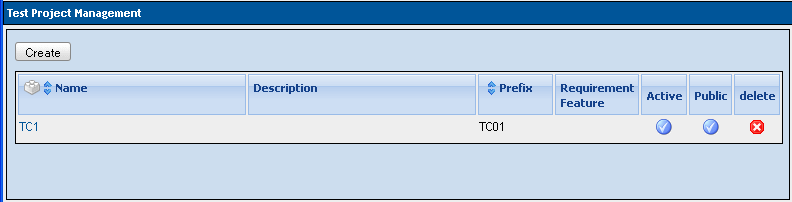 Test Project Management
Create
Name Description Prefix Requirement Feature Active Public delete
TC1 TC01